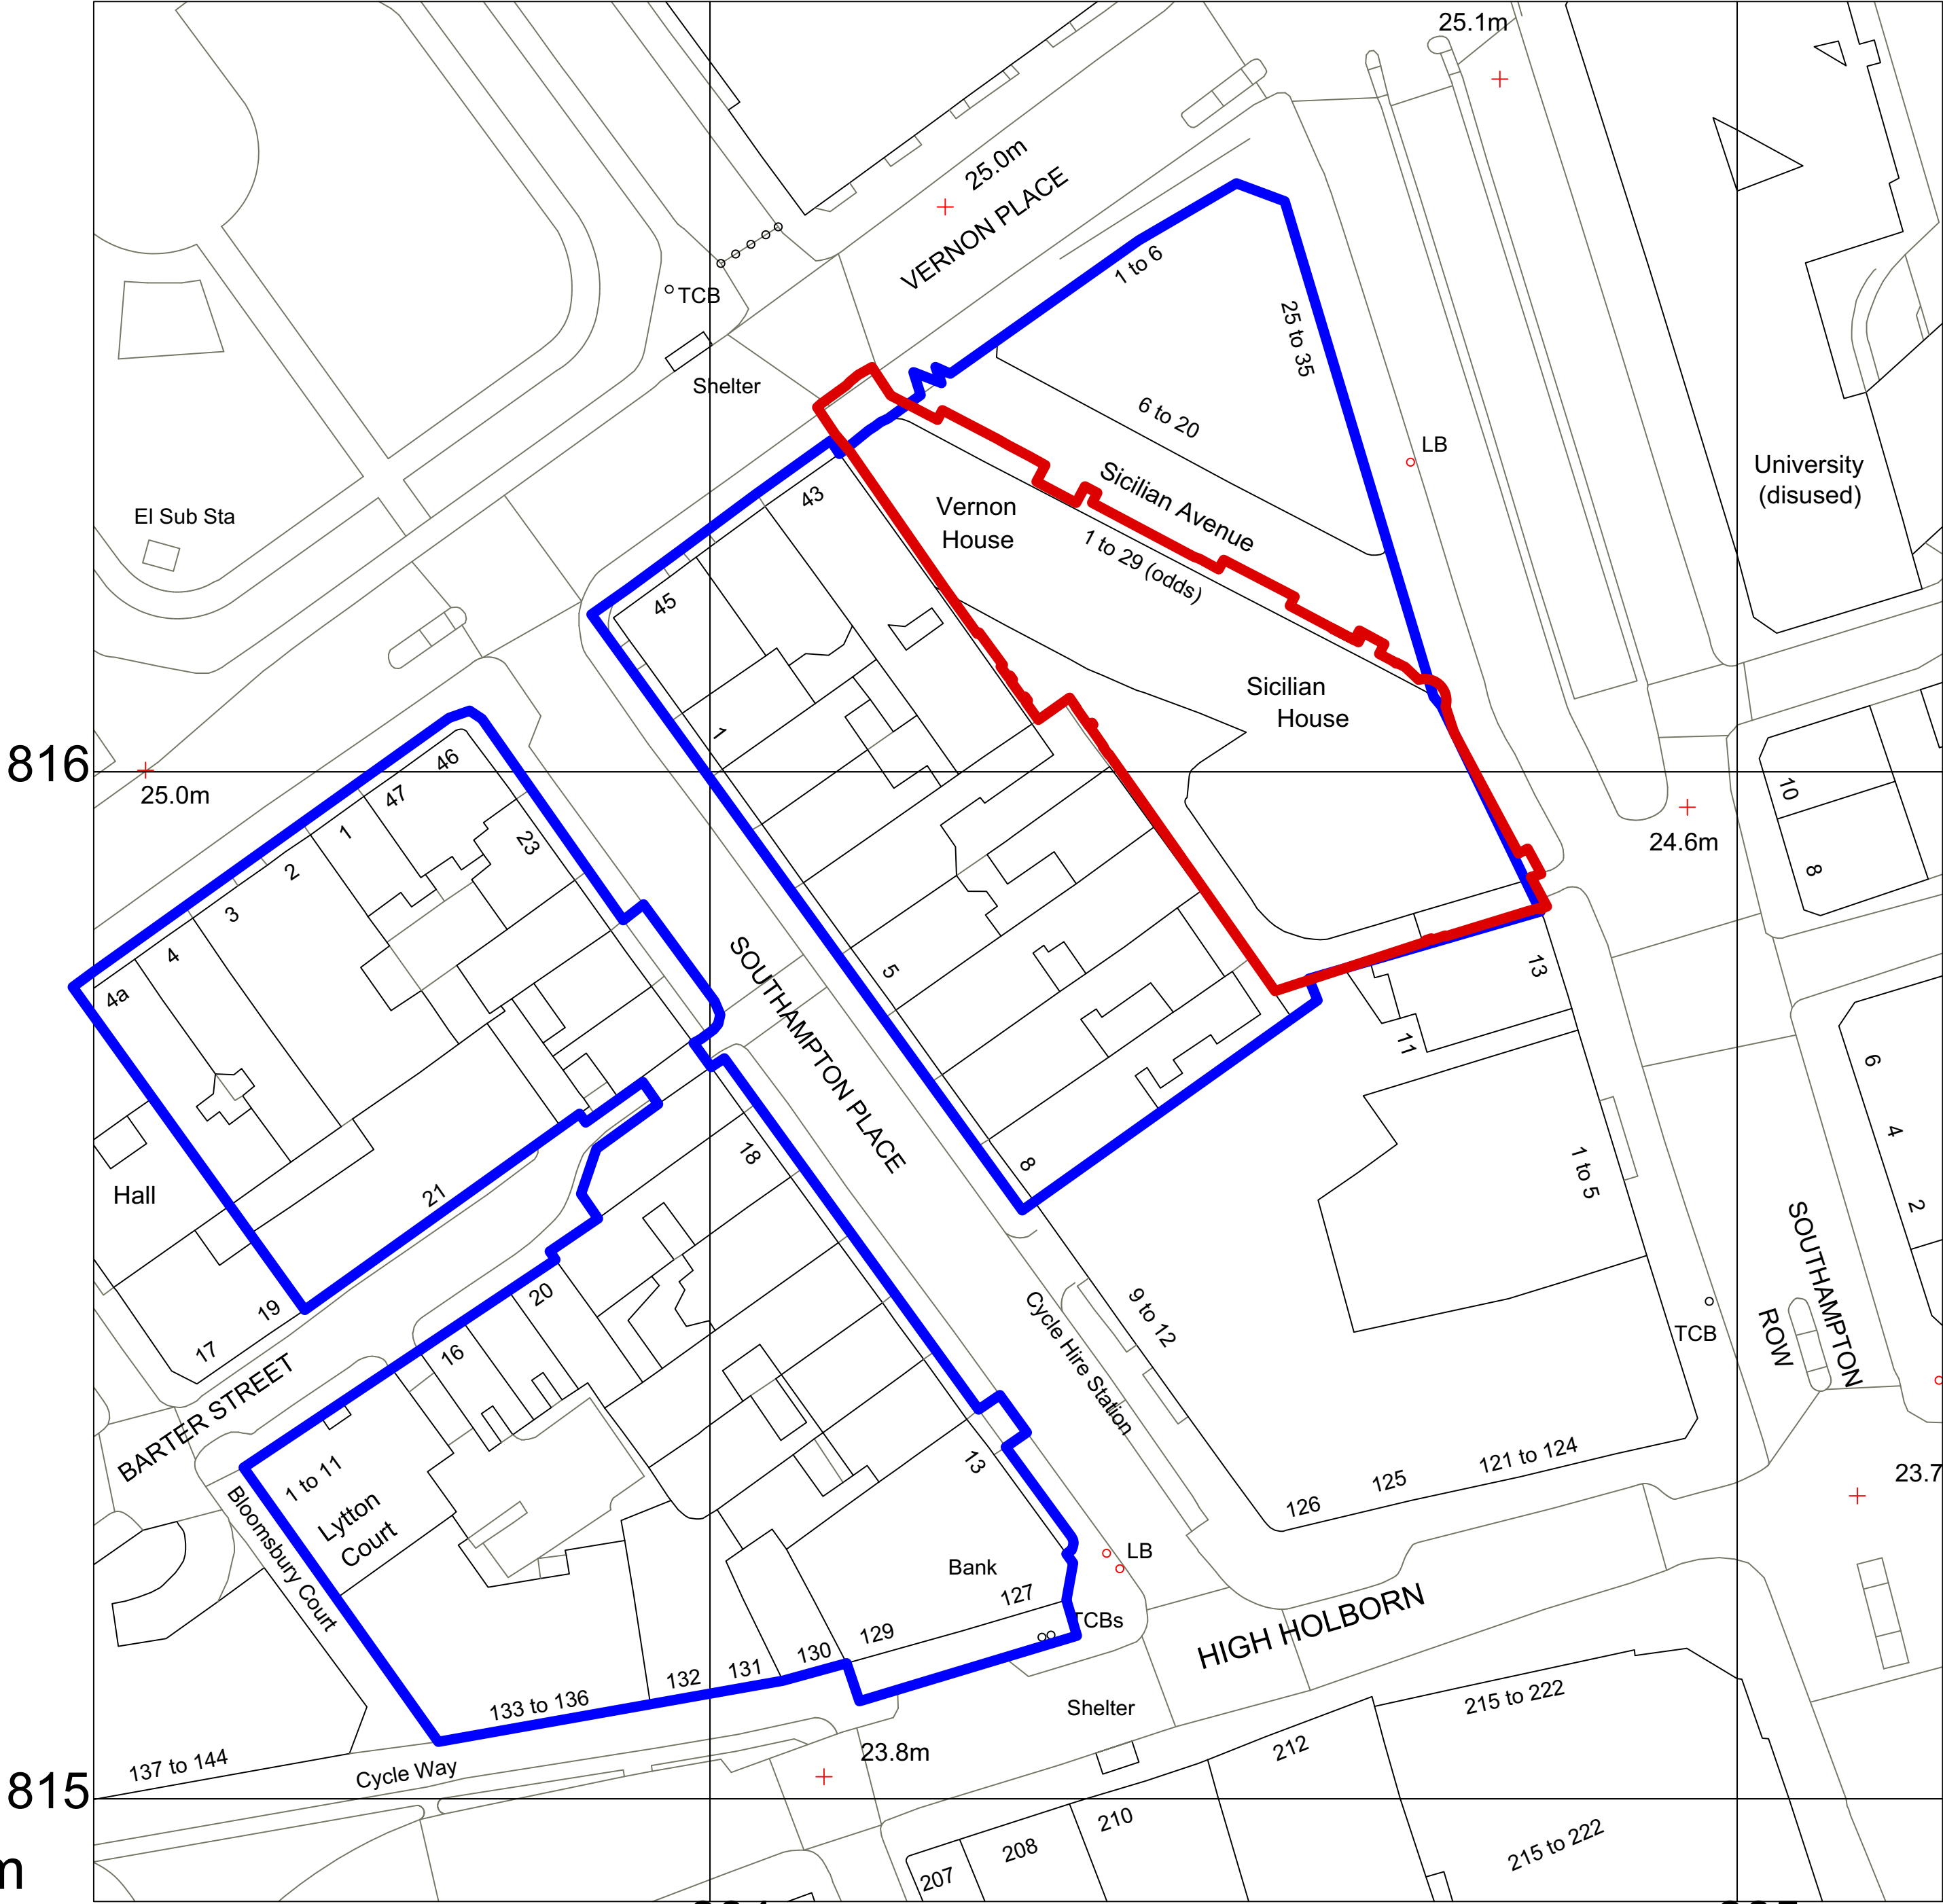 25.1m
25.0m
VERNON PLACE
TCB
Shelter
1 to 6
25 to 35
6 to 20
LB
Sicilian Avenue
University
(disused)
El Sub Sta
43
Vernon
House
1 to 29 (odds)
45
Sicilian
House
1
816
25.0m
46
47
1
2
3
4
4a
23
24.6m
10
8
SOUTHAMPTON PLACE
5
13
11
6
4
2
8
18
Hall
21
1 to 5
19
17
20
16
9 to 12
Cycle Hire Station
SOUTHAMPTON
ROW
TCB
BARTER STREET
1 to 11
Lytton
Court
Bloomsbury Court
13
126
125
121 to 124
23.7
Bank
LB
127
TCBs
129
130
131
132
133 to 136
HIGH HOLBORN
Shelter
215 to 222
212
137 to 144
Cycle Way
23.8m
815
210
208
207
215 to 222
m